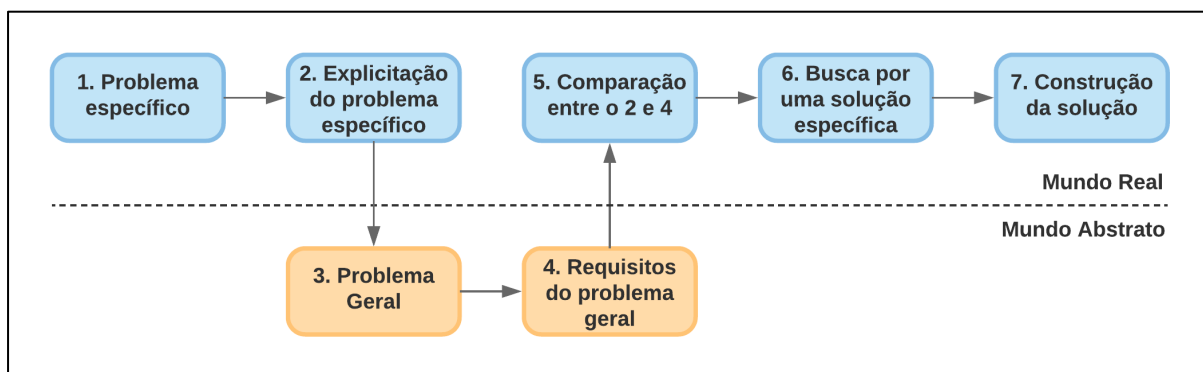 1. Problema
específico
2. Explicitação
do problema
específico
5. Comparação
entre o 2 e 4
6. Busca por
uma solução
específica
7. Construção
da solução
Mundo Real
Mundo Abstrato
3. Problema
Geral
4. Requisitos
do problema
geral